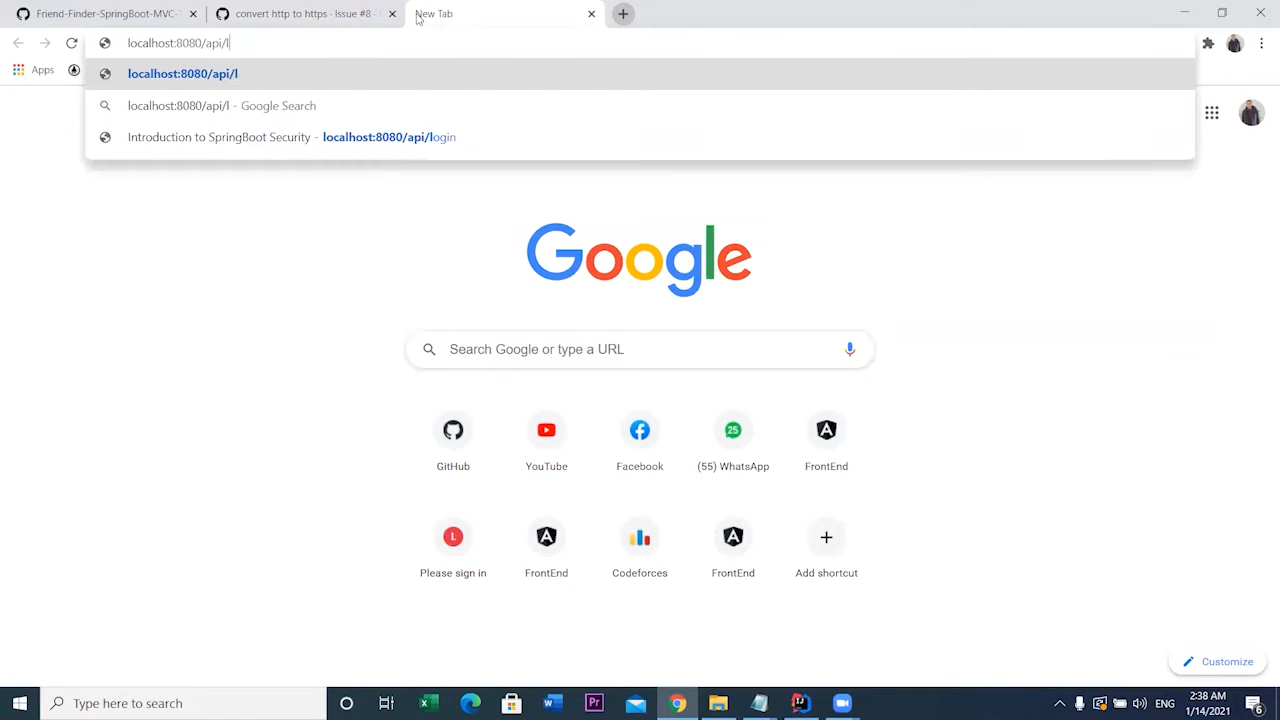 Friend-Finder-SpringBoot-MVC-
convert http to https · Issue #8 ·
New Tab
localhost:8080/api/l
Apps
localhost:8080/api/l
localhost:8080/api/l - Google Search
Introduction to SpringBoot Security - localhost:8080/api/login
Google
Search Google or type a URL
GitHub
YouTube
Facebook
25
(55) WhatsApp
FrontEnd
L
Please sign in
FrontEnd
Codeforces
FrontEnd
Add shortcut
Customize
Type here to search
ENG
2:38 AM
1/14/2021
6